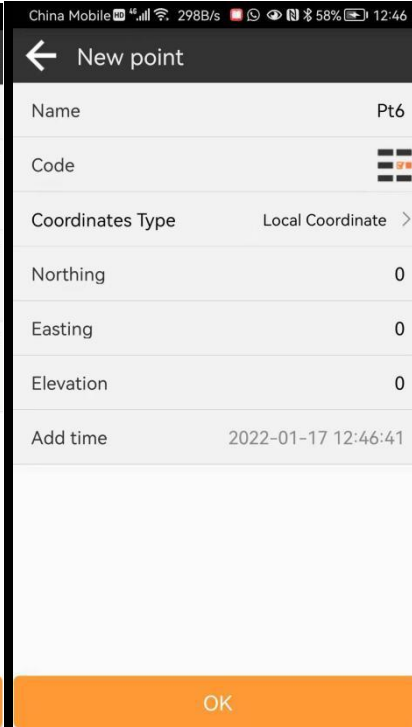 China Mobile HD 4G 298B/s 58% 12:46
New point
Name Pt6
Code
Coordinates Type Local Coordinate >
Northing 0
Easting 0
Elevation 0
Add time 2022-01-17 12:46:41
OK